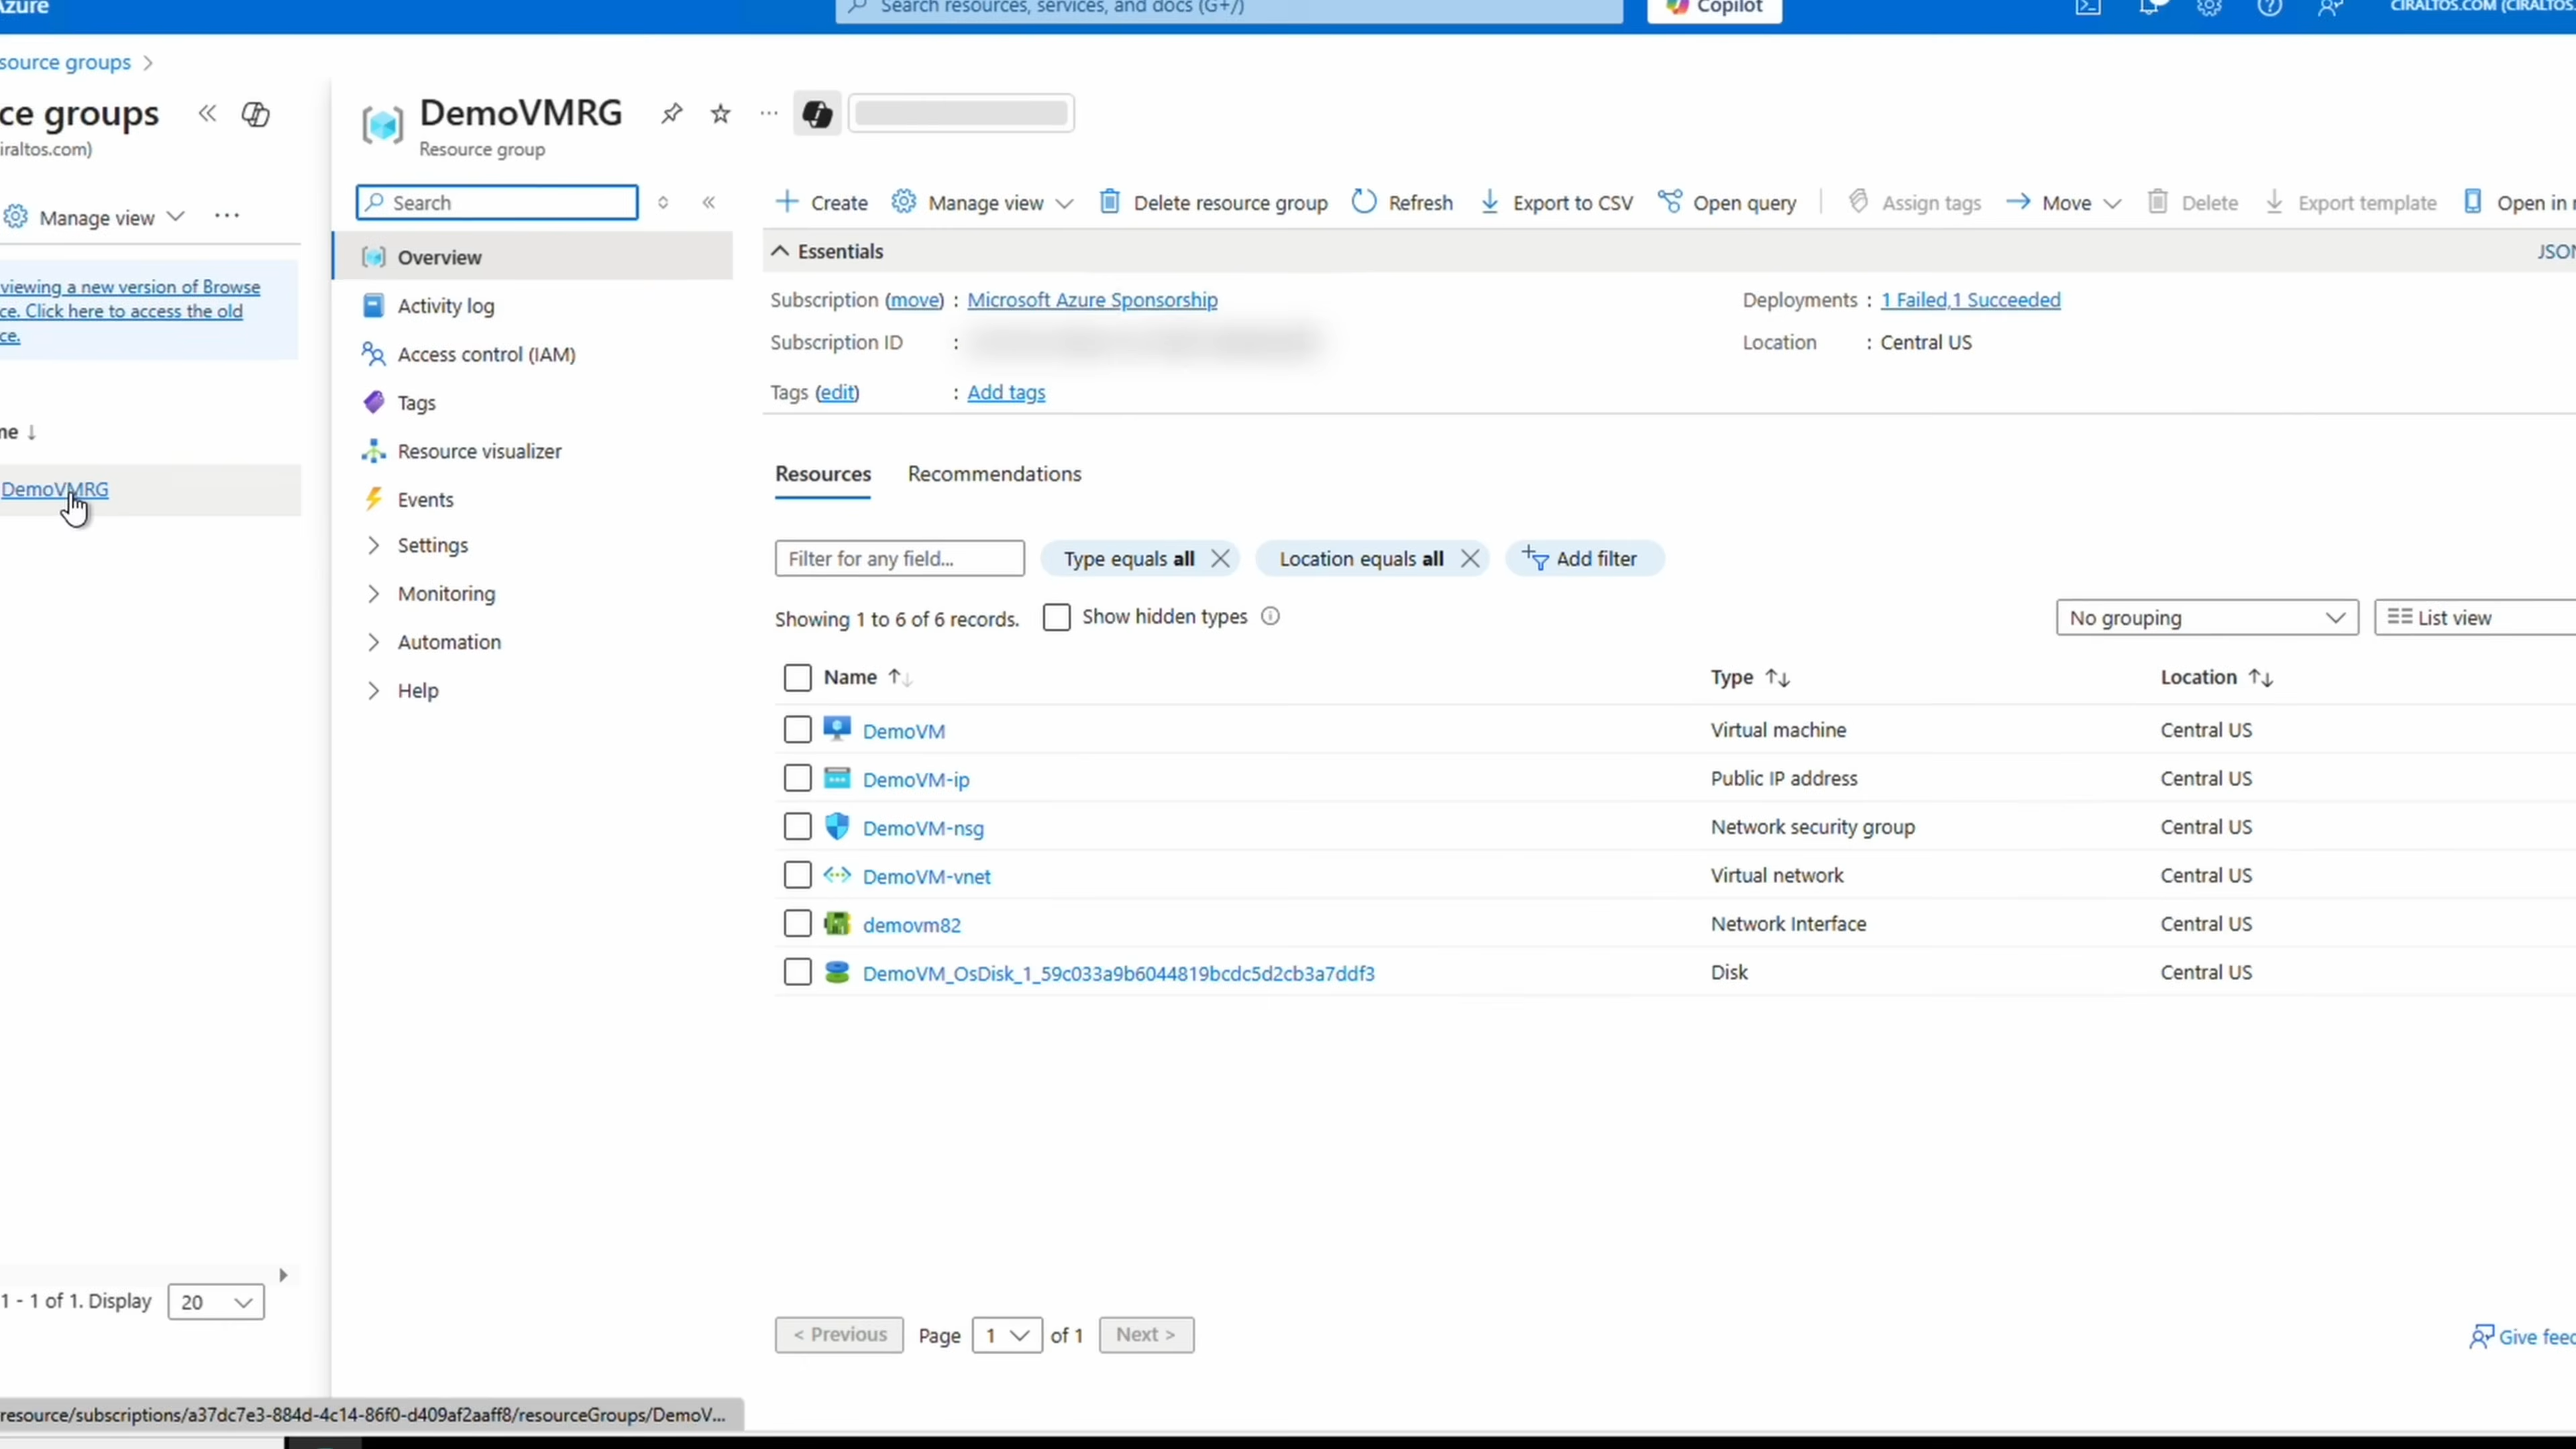 Azure
Search resources, services, and docs (G+/)
Copilot
CIRALTOS.COM (CIRALTOS.
source groups
ce groups
iraltos.com)
Manage view
viewing a new version of Browse
ce. Click here to access the old
ce.
me ↓
DemoVMRG
1 - 1 of 1. Display
20
DemoVMRG
Resource group
Search
Overview
Activity log
Access control (IAM)
Tags
Resource visualizer
Events
Settings
Monitoring
Automation
Help
Create
Manage view
Delete resource group
Refresh
Export to CSV
Open query
Assign tags
Move
Delete
Export template
Open in
Essentials
JSON
Subscription (move) : Microsoft Azure Sponsorship
Subscription ID :
Tags (edit) : Add tags
Deployments : 1 Failed,1 Succeeded
Location : Central US
Resources Recommendations
Filter for any field...
Type equals all
Location equals all
Add filter
Showing 1 to 6 of 6 records.
Show hidden types
No grouping
List view
Name Type Location
DemoVM Virtual machine Central US
DemoVM-ip Public IP address Central US
DemoVM-nsg Network security group Central US
DemoVM-vnet Virtual network Central US
demovm82 Network Interface Central US
DemoVM_OsDisk_1_59c033a9b6044819bcdc5d2cb3a7ddf3 Disk Central US
< Previous Page 1 of 1 Next >
Give feed
resource/subscriptions/a37dc7e3-884d-4c14-86f0-d409af2aaff8/resourceGroups/DemoV...